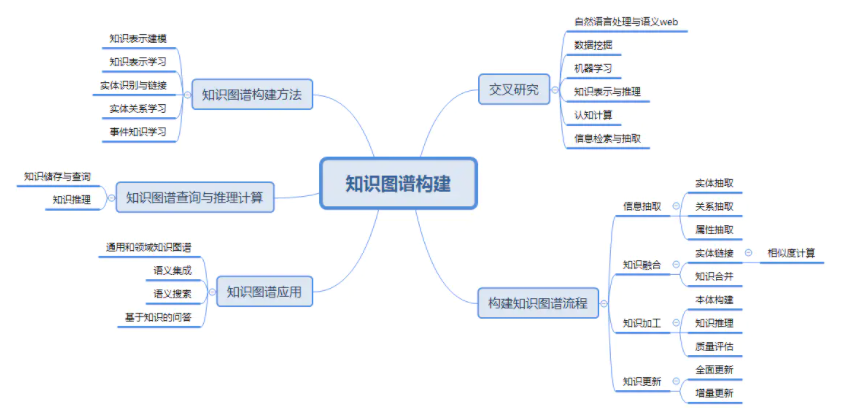 知识图谱构建
知识图谱构建方法
知识表示建模
知识表示学习
实体识别与链接
实体关系学习
事件知识学习
知识图谱查询与推理计算
知识储存与查询
知识推理
知识图谱应用
通用和领域知识图谱
语义集成
语义搜索
基于知识的问答
交叉研究
自然语言处理与语义web
数据挖掘
机器学习
知识表示与推理
认知计算
信息检索与抽取
构建知识图谱流程
信息抽取
实体抽取
关系抽取
属性抽取
知识融合
实体链接
相似度计算
知识合并
知识加工
本体构建
知识推理
质量评估
知识更新
全面更新
增量更新